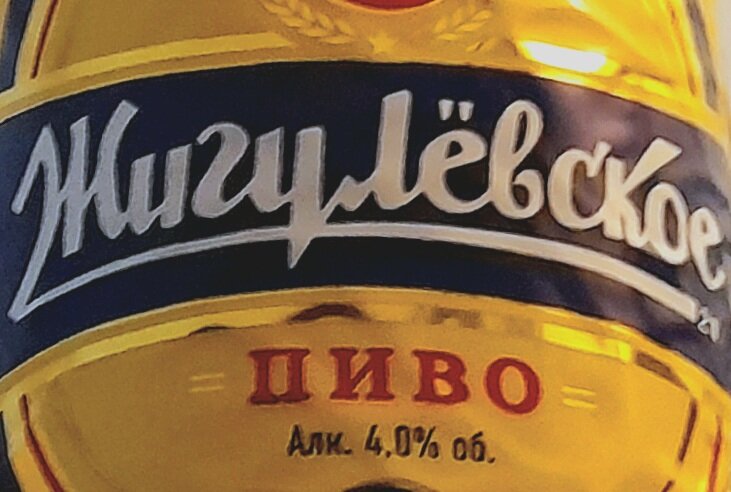 Жигулёвское
= ПИВО =
Алк. 4,0% об.